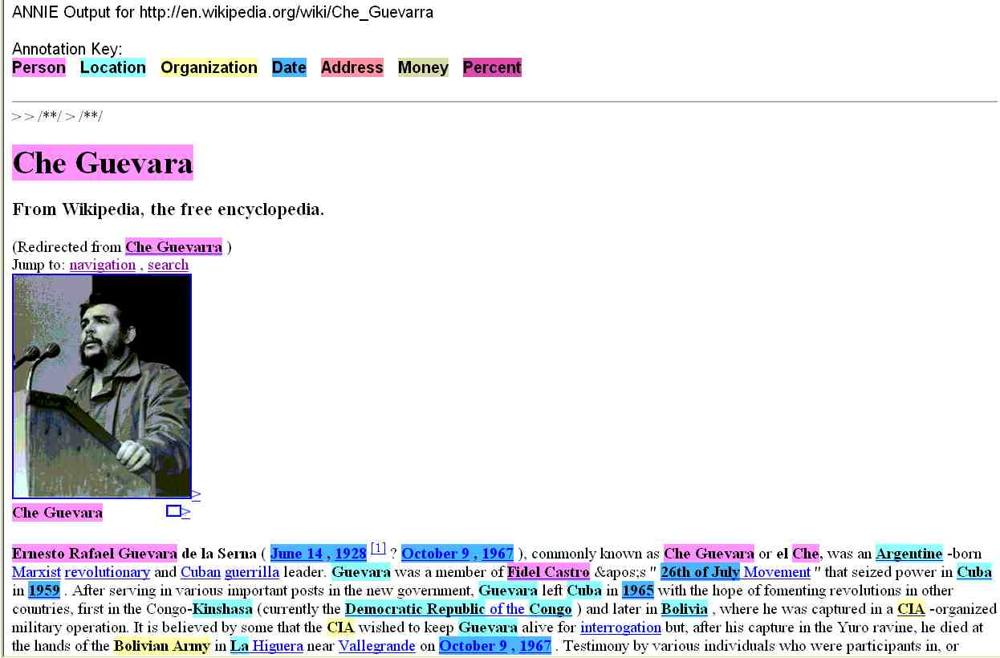 ANNIE Output for http://en.wikipedia.org/wiki/Che_Guevarra
Annotation Key:
Person Location Organization Date Address Money Percent
> > /**/ > /**/
Che Guevara
From Wikipedia, the free encyclopedia.
(Redirected from Che Guevarra )
Jump to: navigation , search
>
Che Guevara >
Ernesto Rafael Guevara de la Serna ( June 14 , 1928 [1] ? October 9 , 1967 ), commonly known as Che Guevara or el Che, was an Argentine -born
Marxist revolutionary and Cuban guerrilla leader. Guevara was a member of Fidel Castro &apos;s " 26th of July Movement " that seized power in Cuba
in 1959 . After serving in various important posts in the new government, Guevara left Cuba in 1965 with the hope of fomenting revolutions in other
countries, first in the Congo-Kinshasa (currently the Democratic Republic of the Congo ) and later in Bolivia , where he was captured in a CIA -organized
military operation. It is believed by some that the CIA wished to keep Guevara alive for interrogation but, after his capture in the Yuro ravine, he died at
the hands of the Bolivian Army in La Higuera near Vallegrande on October 9 , 1967 . Testimony by various individuals who were participants in, or